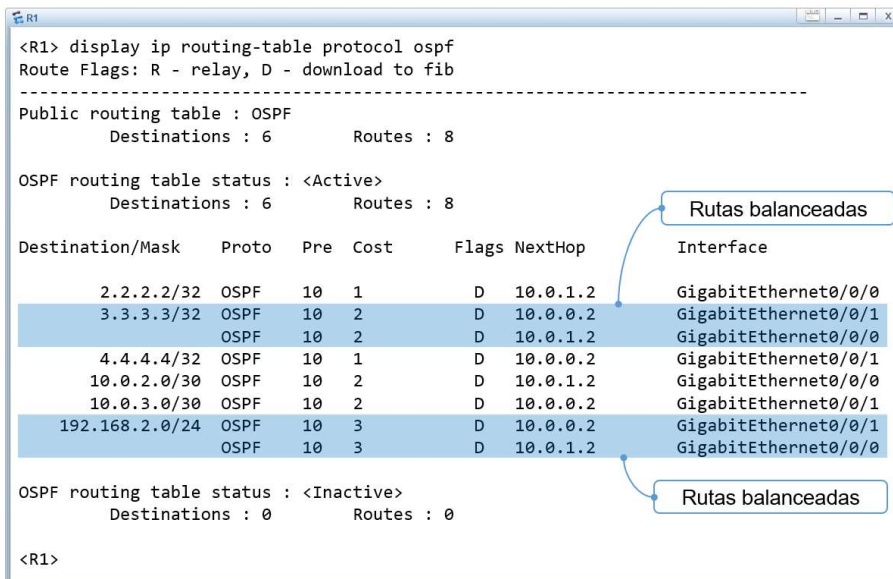 R1
<R1> display ip routing-table protocol ospf
Route Flags: R - relay, D - download to fib
------------------------------------------------------------------------------
Public routing table : OSPF
         Destinations : 6        Routes : 8
OSPF routing table status : <Active>
         Destinations : 6        Routes : 8
Rutas balanceadas
Destination/Mask    Proto   Pre  Cost      Flags NextHop         Interface
        2.2.2.2/32  OSPF    10   1           D   10.0.1.2        GigabitEthernet0/0/0
        3.3.3.3/32  OSPF    10   2           D   10.0.0.2        GigabitEthernet0/0/1
                    OSPF    10   2           D   10.0.1.2        GigabitEthernet0/0/0
        4.4.4.4/32  OSPF    10   1           D   10.0.0.2        GigabitEthernet0/0/1
       10.0.2.0/30  OSPF    10   2           D   10.0.1.2        GigabitEthernet0/0/0
       10.0.3.0/30  OSPF    10   2           D   10.0.0.2        GigabitEthernet0/0/1
    192.168.2.0/24  OSPF    10   3           D   10.0.0.2        GigabitEthernet0/0/1
                    OSPF    10   3           D   10.0.1.2        GigabitEthernet0/0/0
OSPF routing table status : <Inactive>
         Destinations : 0        Routes : 0
Rutas balanceadas
<R1>